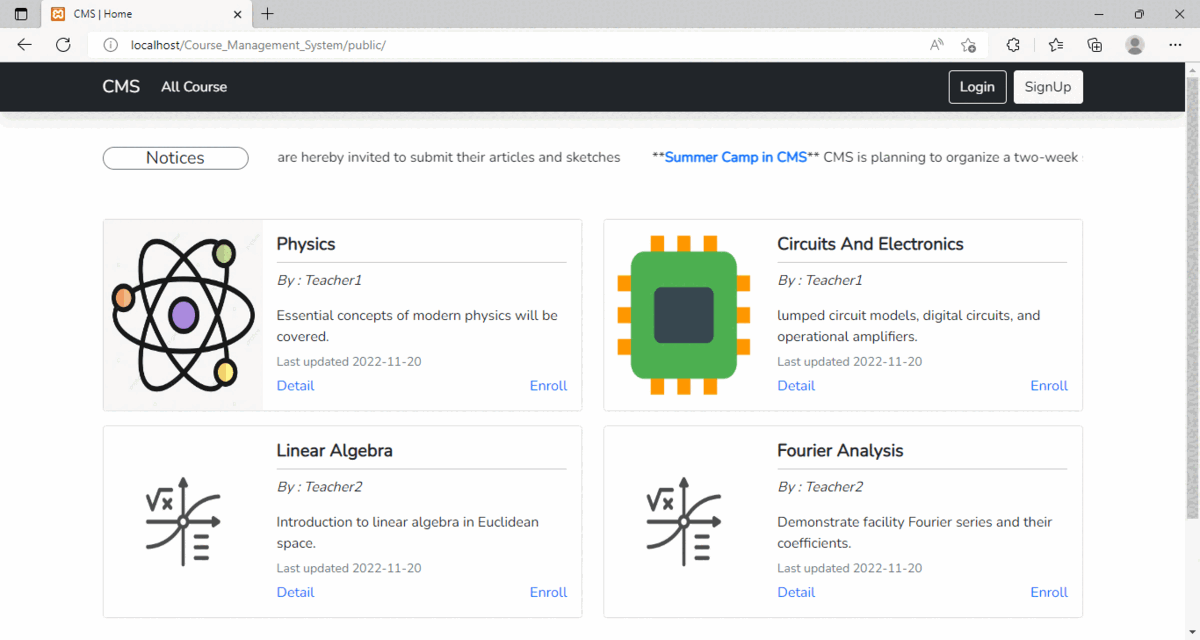 CMS | Home
localhost/Course_Management_System/public/
CMS All Course Login SignUp
Notices are hereby invited to submit their articles and sketches **Summer Camp in CMS** CMS is planning to organize a two-week
Physics
By : Teacher1
Essential concepts of modern physics will be
covered.
Last updated 2022-11-20
Detail Enroll
Circuits And Electronics
By : Teacher1
lumped circuit models, digital circuits, and
operational amplifiers.
Last updated 2022-11-20
Detail Enroll
Linear Algebra
By : Teacher2
Introduction to linear algebra in Euclidean
space.
Last updated 2022-11-20
Detail Enroll
Fourier Analysis
By : Teacher2
Demonstrate facility Fourier series and their
coefficients.
Last updated 2022-11-20
Detail Enroll